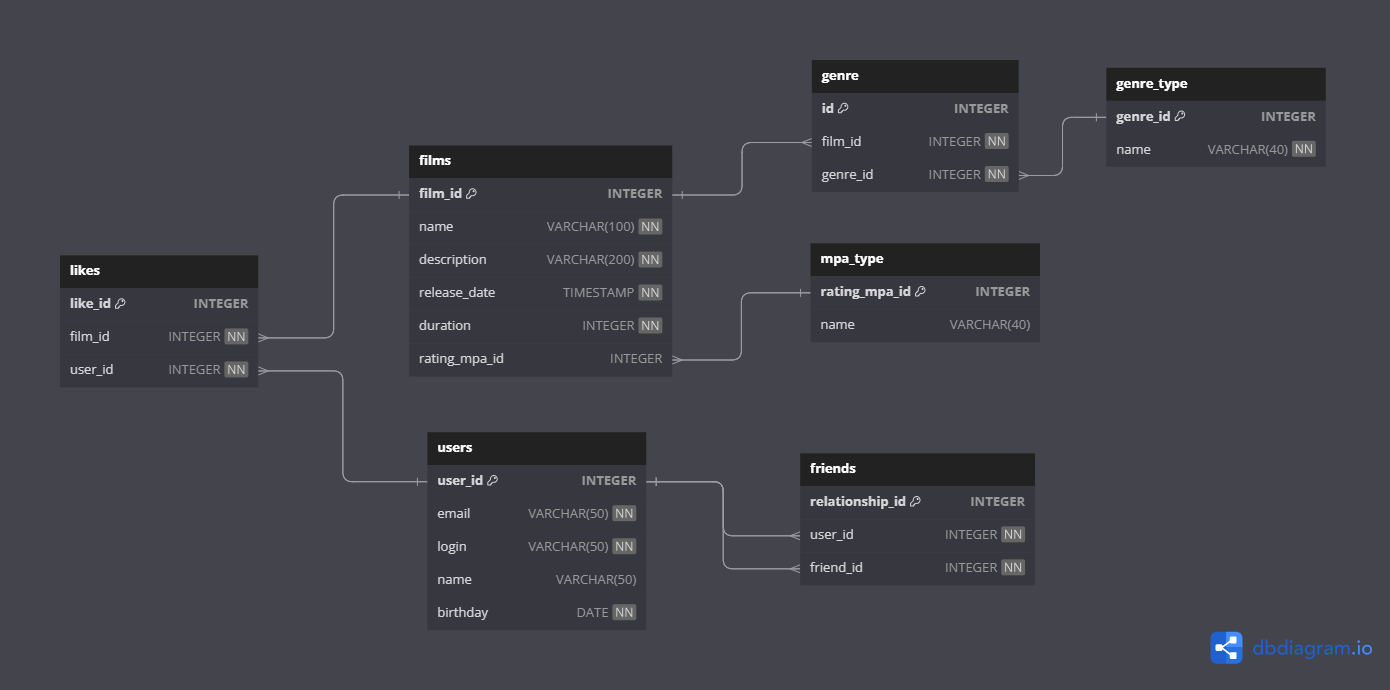 genre
id INTEGER
film_id INTEGER NN
genre_id INTEGER NN
genre_type
genre_id INTEGER
name VARCHAR(40) NN
films
film_id INTEGER
name VARCHAR(100) NN
description VARCHAR(200) NN
release_date TIMESTAMP NN
duration INTEGER NN
rating_mpa_id INTEGER
mpa_type
rating_mpa_id INTEGER
name VARCHAR(40)
likes
like_id INTEGER
film_id INTEGER NN
user_id INTEGER NN
users
user_id INTEGER
email VARCHAR(50) NN
login VARCHAR(50) NN
name VARCHAR(50)
birthday DATE NN
friends
relationship_id INTEGER
user_id INTEGER NN
friend_id INTEGER NN
dbdiagram.io